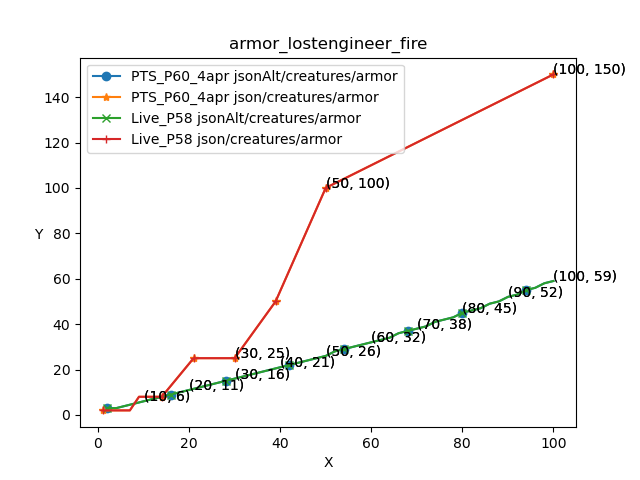 armor_lostengineer_fire
PTS_P60_4apr jsonAlt/creatures/armor
PTS_P60_4apr json/creatures/armor
Live_P58 jsonAlt/creatures/armor
Live_P58 json/creatures/armor
(100, 150)
(50, 100)
(100, 59)
(90, 52)
(80, 45)
(70, 38)
(60, 32)
(50, 26)
(40, 21)
(30, 25)
(30, 16)
(20, 11)
(10, 6)
140
120
100
80
60
40
20
0
Y
0 20 40 60 80 100
X